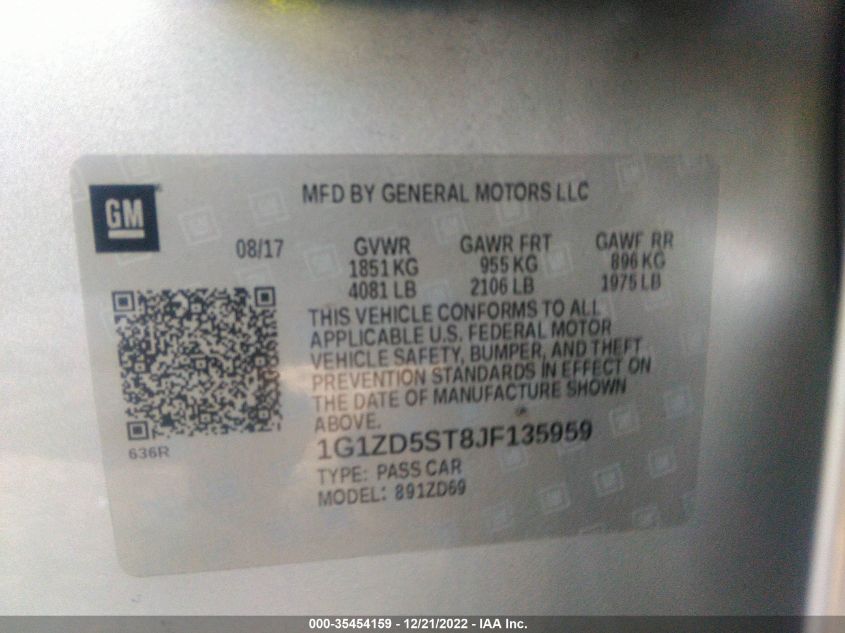 GM
MFD BY GENERAL MOTORS LLC
08/17 GVWR GAWR FRT GAWF RR
1851 KG 955 KG 896 KG
4081 LB 2106 LB 1975 LB
THIS VEHICLE CONFORMS TO ALL
APPLICABLE U.S. FEDERAL MOTOR
VEHICLE SAFETY, BUMPER, AND THEFT
PREVENTION STANDARDS IN EFFECT ON
THE DATE OF MANUFACTURE SHOWN
ABOVE.
636R
1G1ZD5ST8JF135959
TYPE: PASS CAR
MODEL: 891ZD69
000-35454159 - 12/21/2022 - IAA Inc.